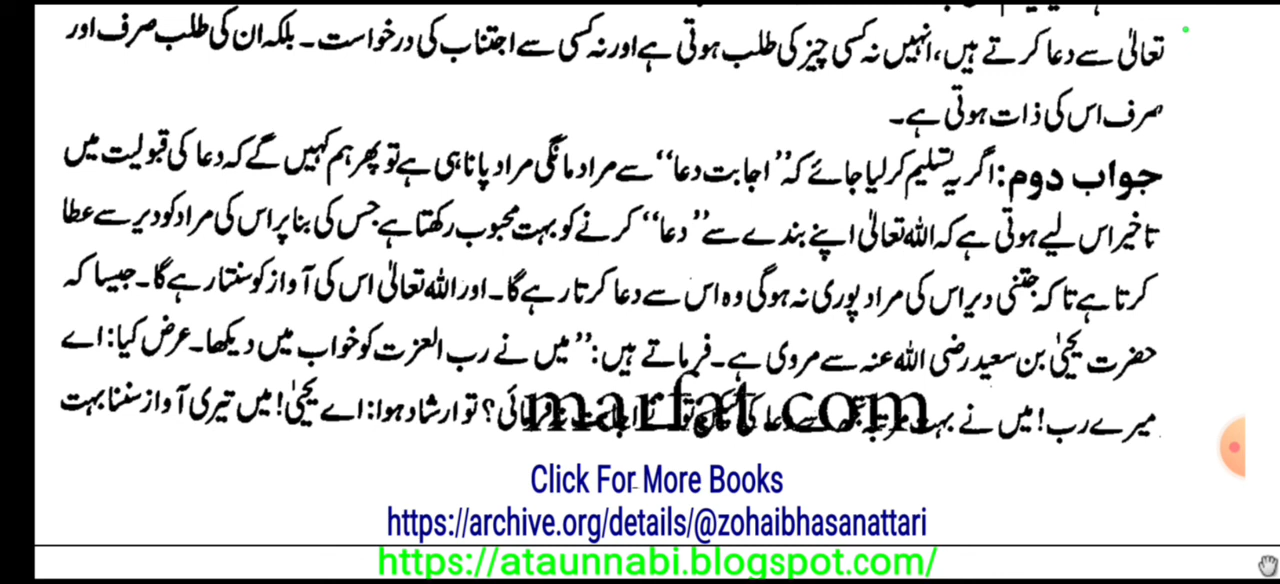 تعالیٰ سے دعا کرتے ہیں، انہیں نہ کسی چیز کی طلب ہوتی ہے اور نہ کسی سے اجتناب کی درخواست۔ بلکہ ان کی طلب صرف اور
صرف اس کی ذات ہوتی ہے۔
جواب دوم: اگر یہ تسلیم کر لیا جائے کہ ’’اجابت دعا‘‘ سے مراد مانگی مراد پانا ہی ہے تو پھر ہم کہیں گے کہ دعا کی قبولیت میں
تاخیر اس لیے ہوتی ہے کہ اللہ تعالیٰ اپنے بندے سے ’’دعا‘‘ کرنے کو بہت محبوب رکھتا ہے جس کی بنا پر اس کی مراد کو دیر سے عطا
کرتا ہے تا کہ جتنی دیر اس کی مراد پوری نہ ہوگی وہ اس سے دعا کرتا رہے گا۔ اور اللہ تعالیٰ اس کی آواز کو سنتا رہے گا۔ جیسا کہ
حضرت یحییٰ بن سعید رضی اللہ عنہ سے مروی ہے۔ فرماتے ہیں: ’’میں نے رب العزت کو خواب میں دیکھا۔ عرض کیا: اے
میرے رب! میں نے بہت دعا کی فرمائی؟ تو ارشاد ہوا: اے یحییٰ! میں تیری آواز سننا بہت
marfat.com
Click For More Books
https://archive.org/details/@zohaibhasanattari
https://ataunnabi.blogspot.com/